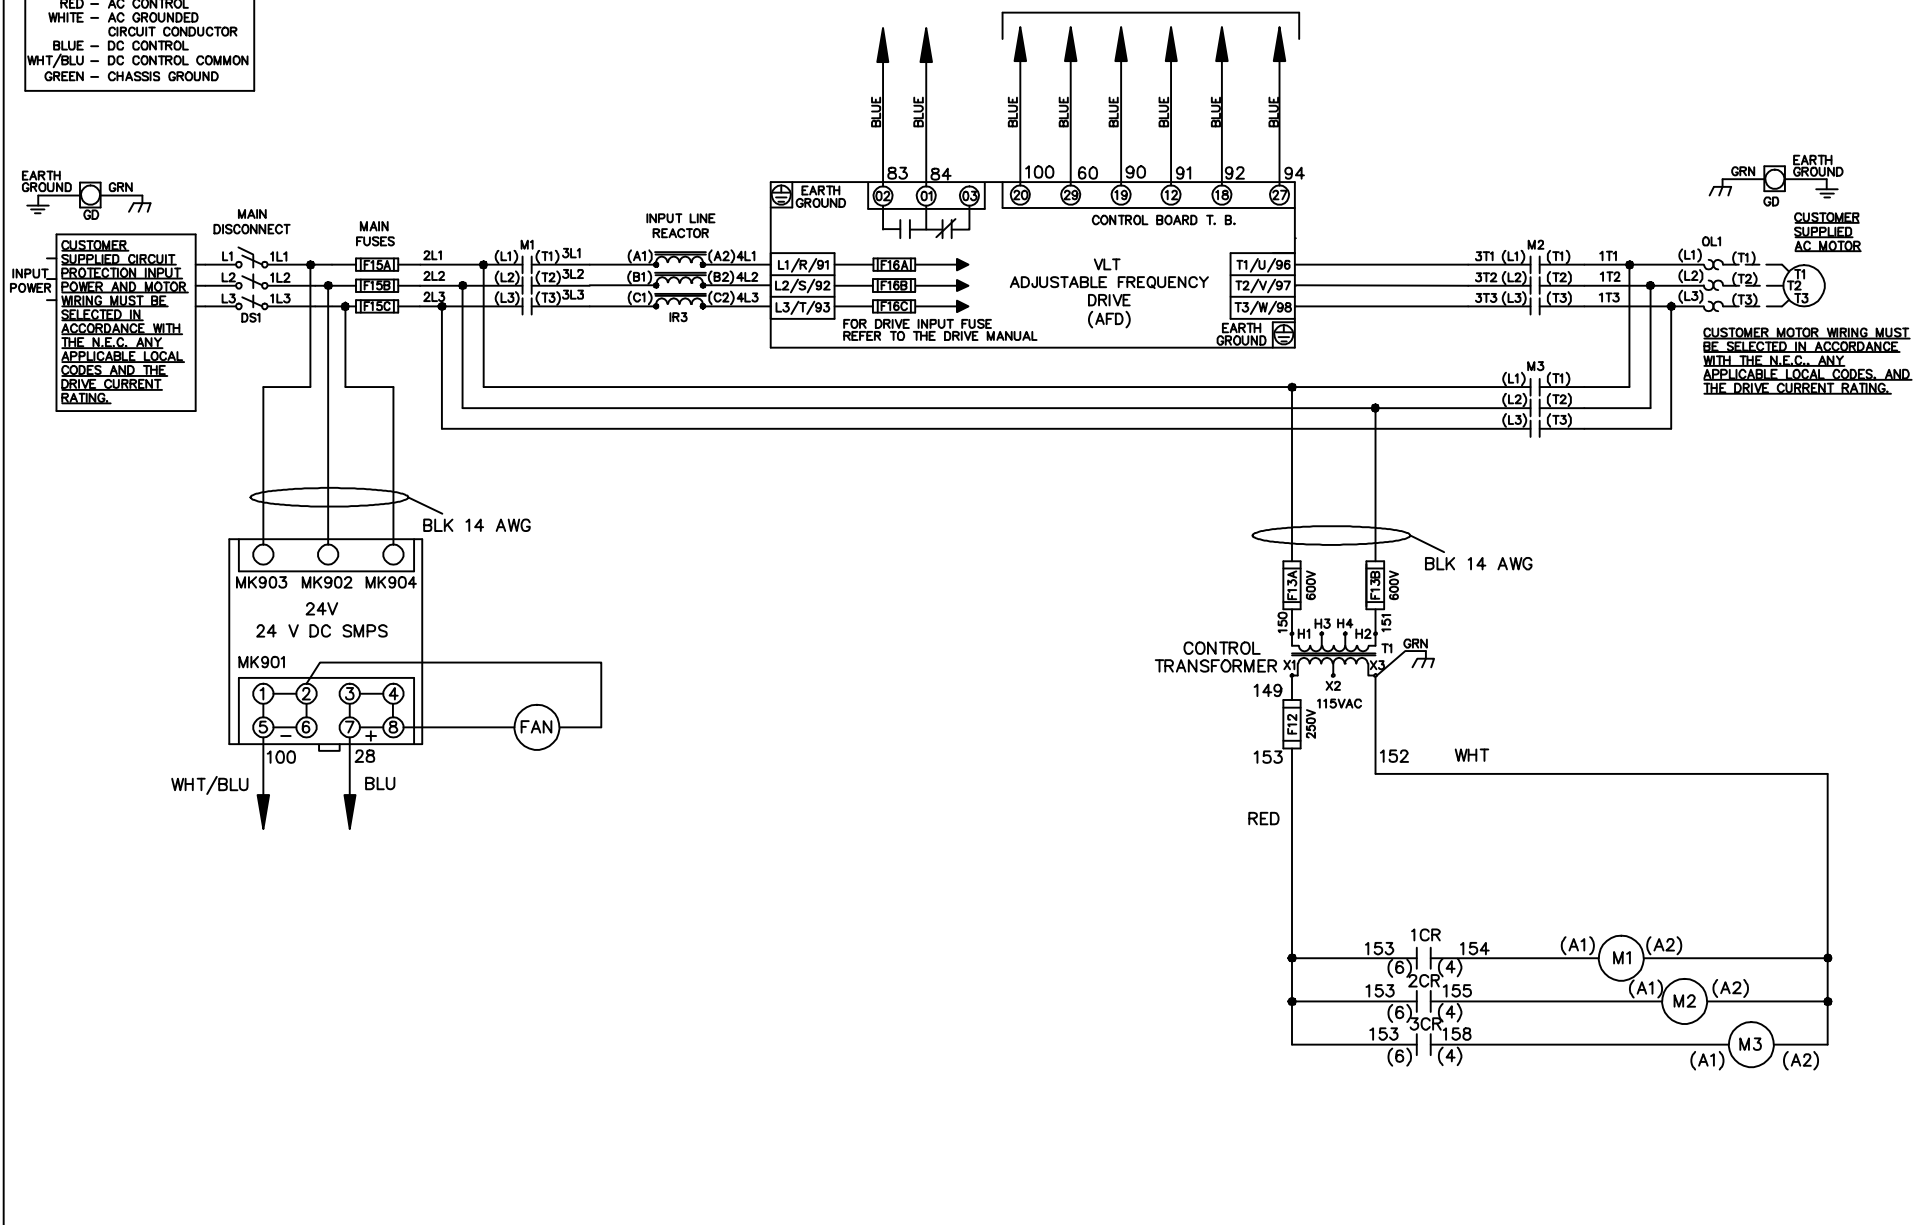 RED – AC CONTROL
WHITE – AC GROUNDED
CIRCUIT CONDUCTOR
BLUE – DC CONTROL
WHT/BLU – DC CONTROL COMMON
GREEN – CHASSIS GROUND
BLUE BLUE BLUE BLUE BLUE BLUE BLUE BLUE
83 84 100 60 90 91 92 94
02 01 03 20 29 19 12 18 27
EARTH
GROUND
GRN
GD
EARTH
GROUND
CONTROL BOARD T. B.
GRN
EARTH
GROUND
GD
MAIN
DISCONNECT
MAIN
FUSES
INPUT LINE
REACTOR
CUSTOMER
SUPPLIED
AC MOTOR
INPUT
POWER
CUSTOMER
SUPPLIED CIRCUIT
PROTECTION INPUT
POWER AND MOTOR
WIRING MUST BE
SELECTED IN
ACCORDANCE WITH
THE N.E.C. ANY
APPLICABLE LOCAL
CODES AND THE
DRIVE CURRENT
RATING.
M1
M2
OL1
L1 1L1 F15A 2L1 (L1) (T1) 3L1 (A1) (A2) 4L1 L1/R/91 F16A T1/U/96 3T1 (L1) (T1) 1T1 (L1) (T1) T1
L2 1L2 F15B 2L2 (L2) (T2) 3L2 (B1) (B2) 4L2 L2/S/92 F16B T2/V/97 3T2 (L2) (T2) 1T2 (L2) (T2) T2
L3 1L3 F15C 2L3 (L3) (T3) 3L3 (C1) (C2) 4L3 L3/T/93 F16C T3/W/98 3T3 (L3) (T3) 1T3 (L3) (T3) T3
DS1
IR3
VLT
ADJUSTABLE FREQUENCY
DRIVE
(AFD)
FOR DRIVE INPUT FUSE
REFER TO THE DRIVE MANUAL
EARTH
GROUND
CUSTOMER MOTOR WIRING MUST
BE SELECTED IN ACCORDANCE
WITH THE N.E.C., ANY
APPLICABLE LOCAL CODES, AND
THE DRIVE CURRENT RATING.
M3
(L1) (T1)
(L2) (T2)
(L3) (T3)
BLK 14 AWG
MK903 MK902 MK904
24V
24 V DC SMPS
MK901
1 2 3 4
5 – 6 7 + 8
FAN
100 28
WHT/BLU BLU
BLK 14 AWG
F13A 600V F13B 600V
150 151
H1 H3 H4 H2
T1
GRN
CONTROL
TRANSFORMER
X1 X3
X2
149
115VAC
F12 250V
153 152 WHT
RED
1CR
153 154 (A1) M1 (A2)
(6) (4)
2CR
153 155 (A1) M2 (A2)
(6) (4)
3CR
153 158 M3
(6) (4) (A1) (A2)